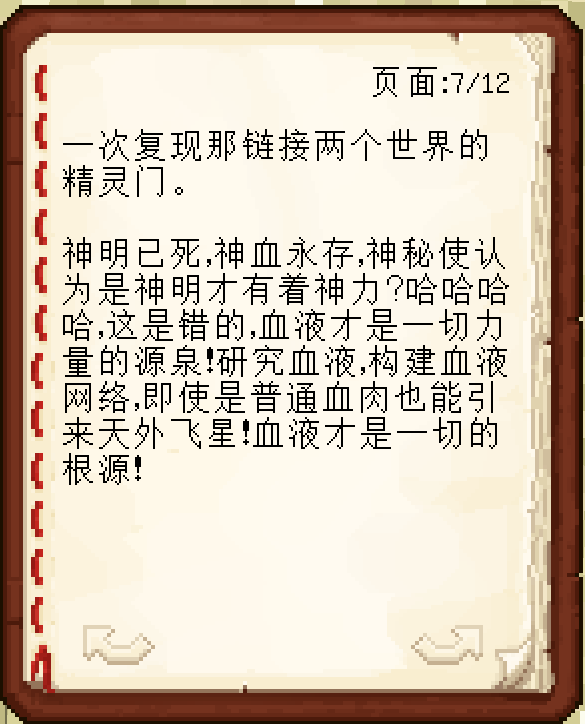 页面:7/12
一次复现那链接两个世界的
精灵门。
神明已死,神血永存,神秘使认
为是神明才有着神力?哈哈哈
哈,这是错的,血液才是一切力
量的源泉!研究血液,构建血液
网络,即使是普通血肉也能引
来天外飞星!血液才是一切的
根源!